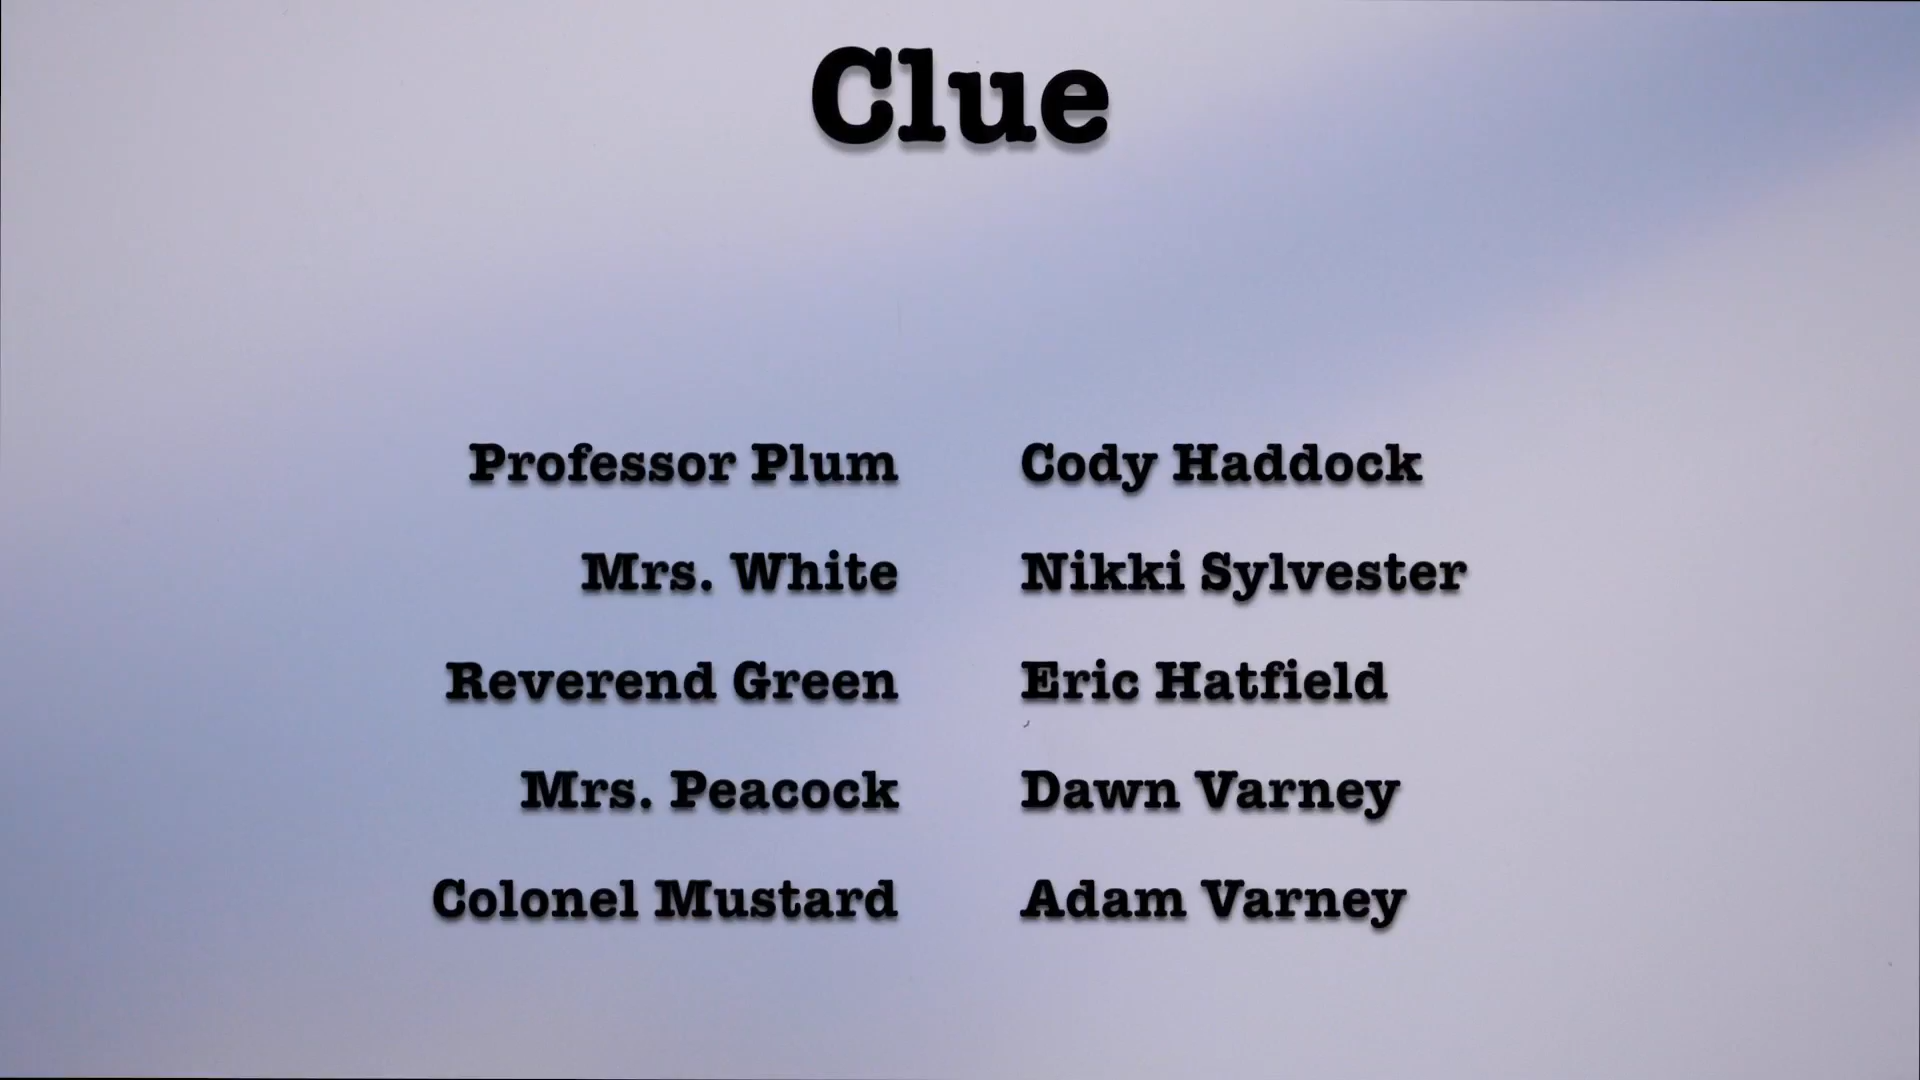 Clue
Professor Plum Cody Haddock
Mrs. White Nikki Sylvester
Reverend Green Eric Hatfield
Mrs. Peacock Dawn Varney
Colonel Mustard Adam Varney